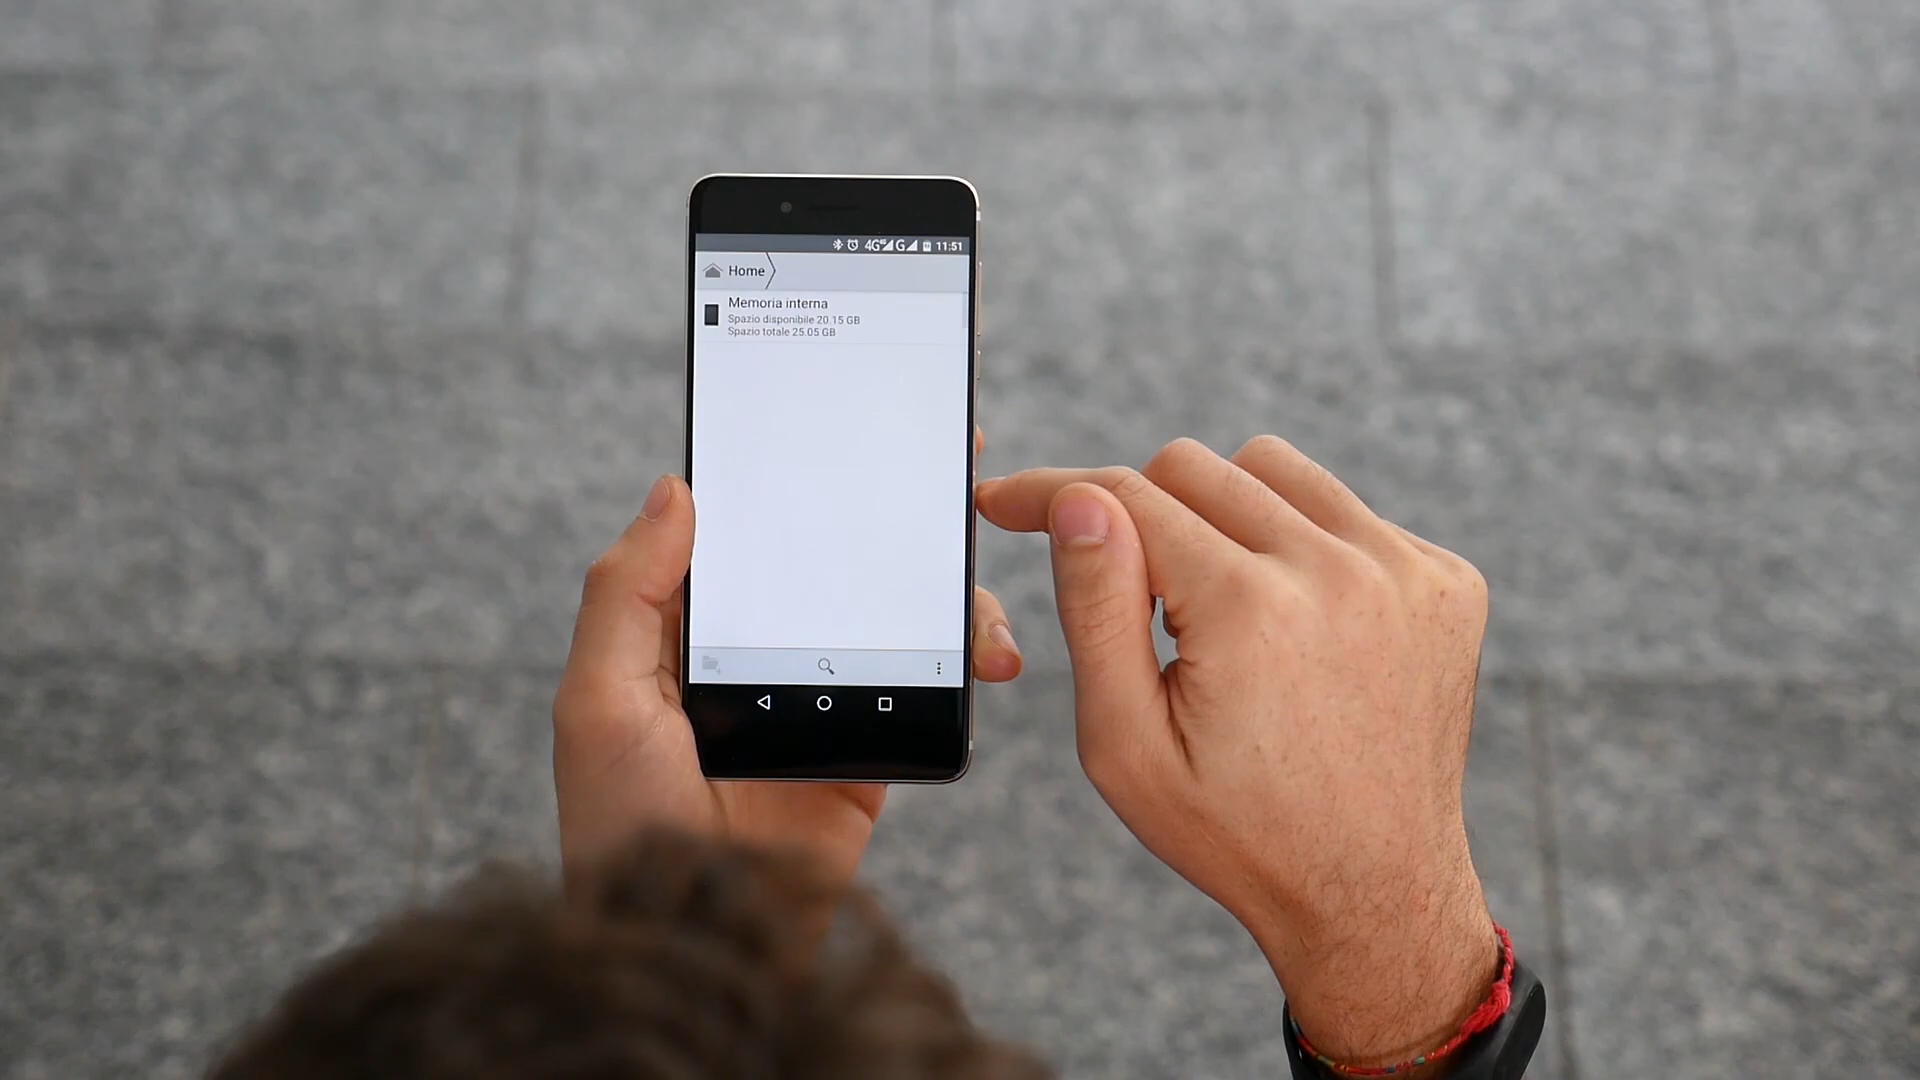 4G G 11:51
Home
Memoria interna
Spazio disponibile 20.15 GB
Spazio totale 25.05 GB